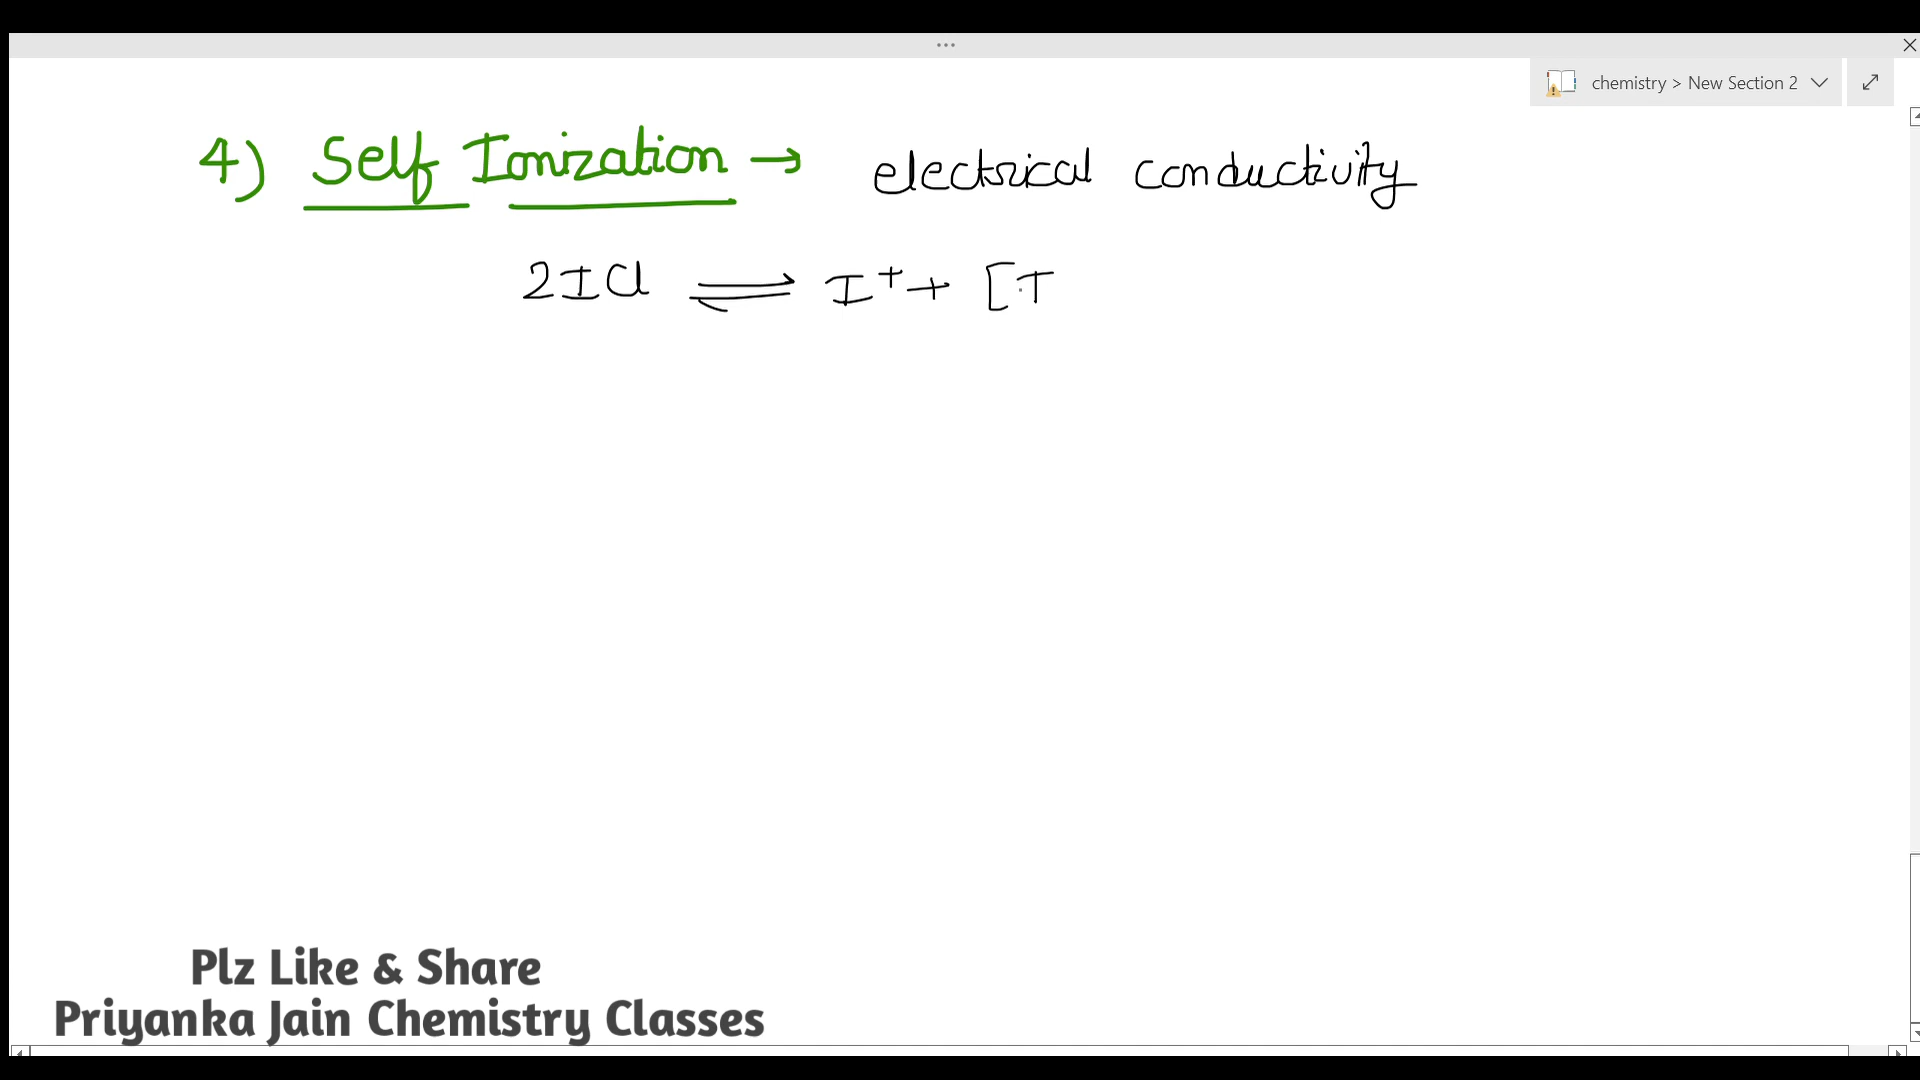 chemistry > New Section 2
4) Self Ionization → electrical conductivity
2ICl ⇌ I⁺ + [I
Plz Like & Share
Priyanka Jain Chemistry Classes